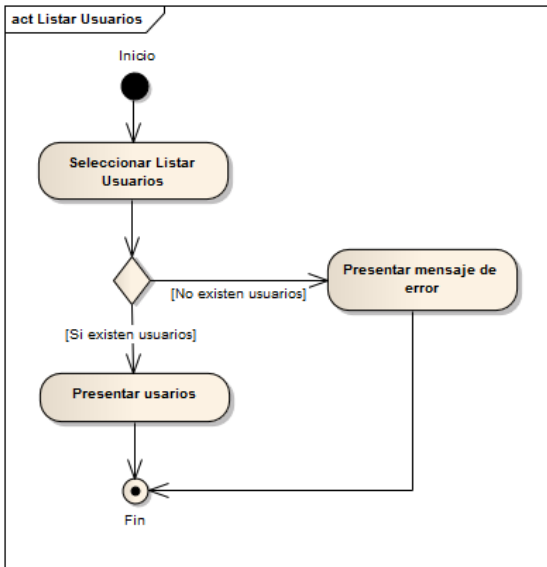 act Listar Usuarios
Inicio
Seleccionar Listar
Usuarios
Presentar mensaje de
error
[No existen usuarios]
[Si existen usuarios]
Presentar usarios
Fin